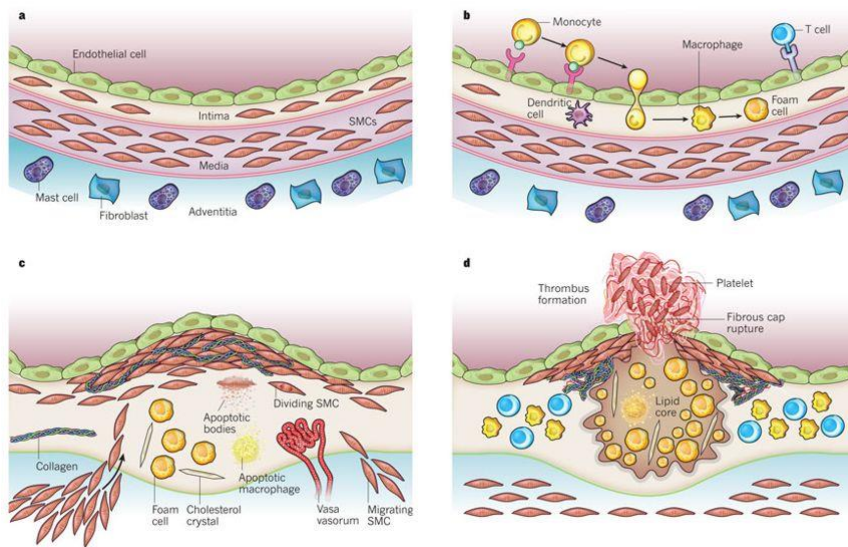 a
Endothelial cell
Intima
SMCs
Media
Mast cell
Fibroblast
Adventitia
b
Monocyte
T cell
Macrophage
Dendritic
cell
Foam
cell
c
Dividing SMC
Apoptotic
bodies
Collagen
Foam
cell
Cholesterol
crystal
Apoptotic
macrophage
Vasa
vasorum
Migrating
SMC
d
Thrombus
formation
Platelet
Fibrous cap
rupture
Lipid
core